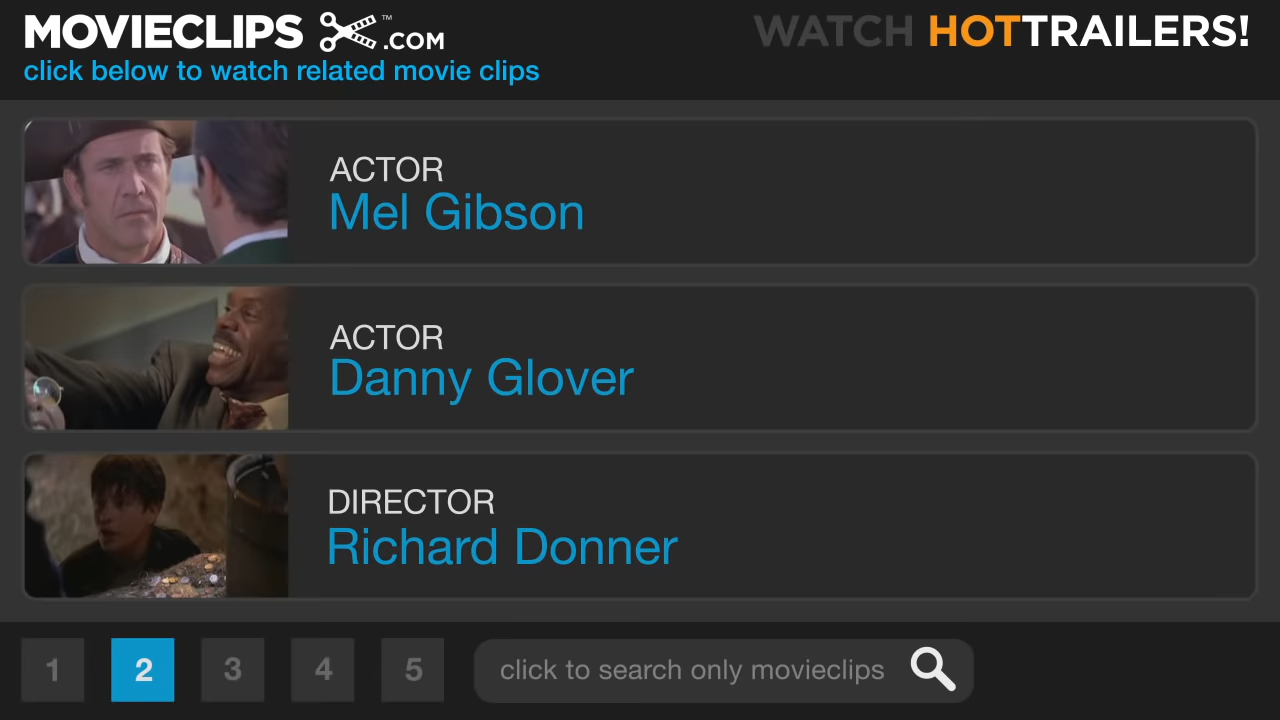 MOVIECLIPS ™ .COM
WATCH HOTTRAILERS!
click below to watch related movie clips
ACTOR
Mel Gibson
ACTOR
Danny Glover
DIRECTOR
Richard Donner
1 2 3 4 5
click to search only movieclips